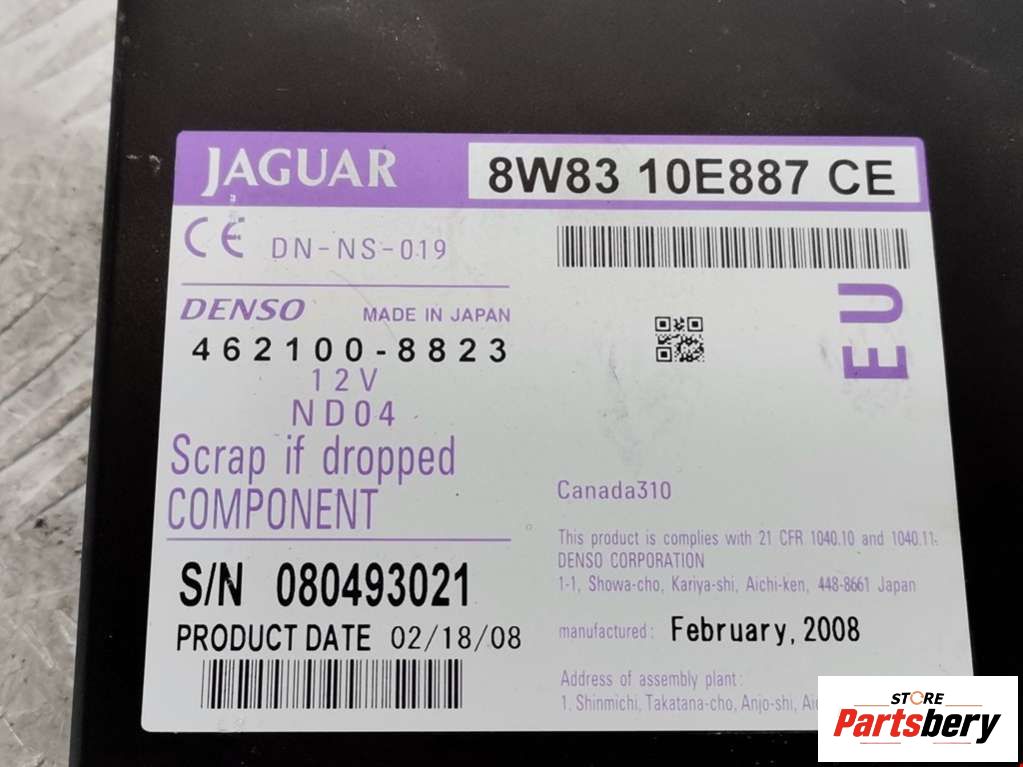 JAGUAR
8W83 10E887 CE
CE DN-NS-019
DENSO MADE IN JAPAN
462100-8823
12V
ND04
Scrap if dropped
COMPONENT
S/N 080493021
PRODUCT DATE 02/18/08
EU
Canada310
This product is complies with 21 CFR 1040.10 and 1040.11.
DENSO CORPORATION
1-1, Showa-cho, Kariya-shi, Aichi-ken, 448-8661 Japan
manufactured: February, 2008
Address of assembly plant:
1. Shinmichi, Takatana-cho, Anjo-shi,
STORE
Partsbery